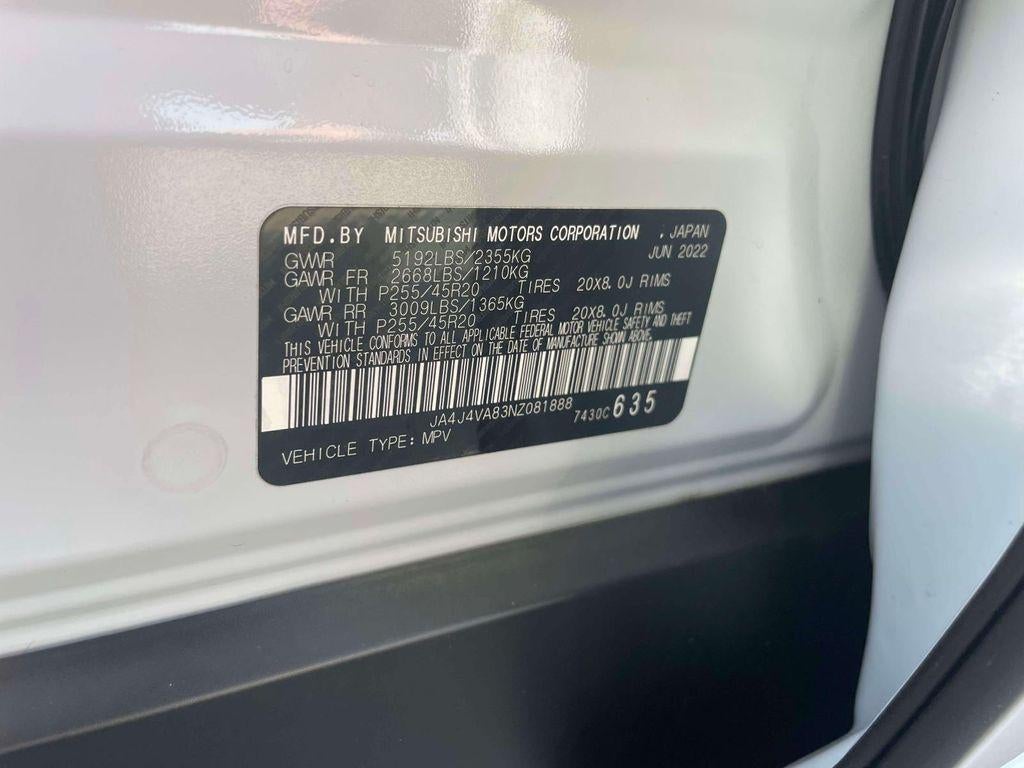 MFD.BY MITSUBISHI MOTORS CORPORATION , JAPAN
JUN 2022
GVWR 5192LBS/2355KG
GAWR FR 2668LBS/1210KG
WITH P255/45R20 TIRES 20X8.0J RIMS
GAWR RR 3009LBS/1365KG
WITH P255/45R20 TIRES 20X8.0J RIMS
THIS VEHICLE CONFORMS TO ALL APPLICABLE FEDERAL MOTOR VEHICLE SAFETY AND THEFT
PREVENTION STANDARDS IN EFFECT ON THE DATE OF MANUFACTURE SHOWN ABOVE.
JA4J4VA83NZ081888 7430C 635
VEHICLE TYPE: MPV